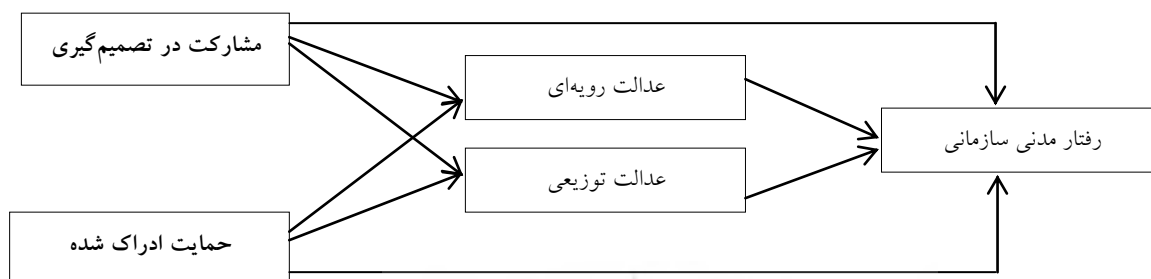 مشارکت در تصمیم‌گیری
عدالت رویه‌ای
رفتار مدنی سازمانی
عدالت توزیعی
حمایت ادراک شده